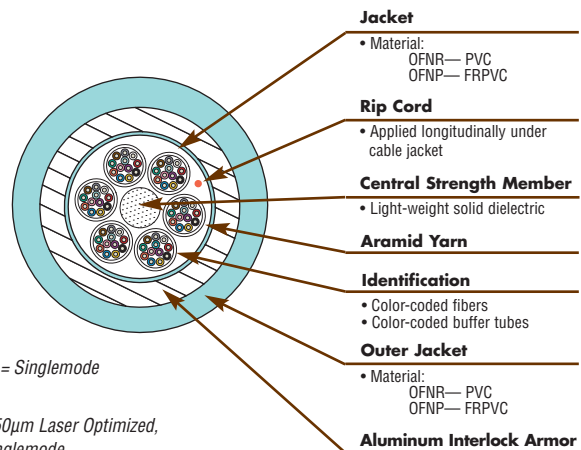 Jacket
• Material:
OFNR— PVC
OFNP— FRPVC
Rip Cord
• Applied longitudinally under
cable jacket
Central Strength Member
• Light-weight solid dielectric
Aramid Yarn
Identification
• Color-coded fibers
• Color-coded buffer tubes
Outer Jacket
• Material:
OFNR— PVC
OFNP— FRPVC
Aluminum Interlock Armor
= Singlemode
50µm Laser Optimized,